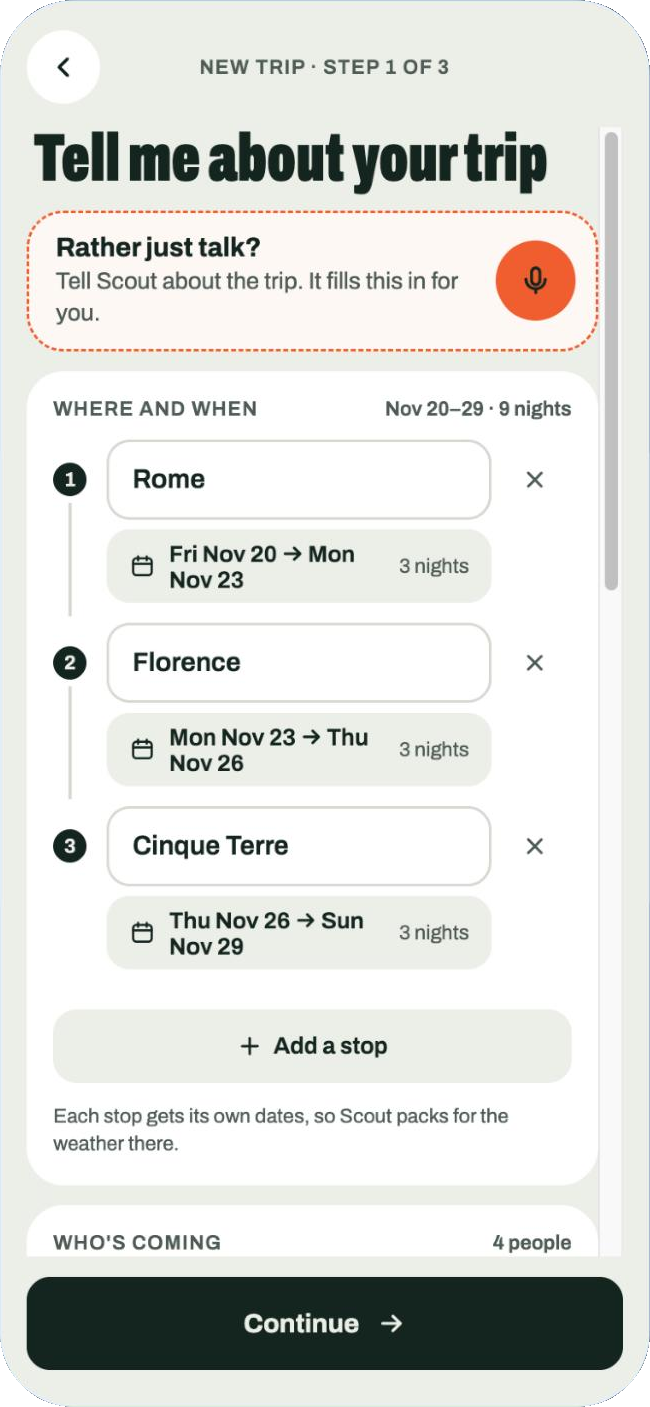 NEW TRIP · STEP 1 OF 3
Tell me about your trip
Rather just talk?
Tell Scout about the trip. It fills this in for
you.
WHERE AND WHEN
Nov 20–29 · 9 nights
1
Rome
Fri Nov 20 → Mon
Nov 23
3 nights
2
Florence
Mon Nov 23 → Thu
Nov 26
3 nights
3
Cinque Terre
Thu Nov 26 → Sun
Nov 29
3 nights
+ Add a stop
Each stop gets its own dates, so Scout packs for the
weather there.
WHO'S COMING
4 people
Continue →